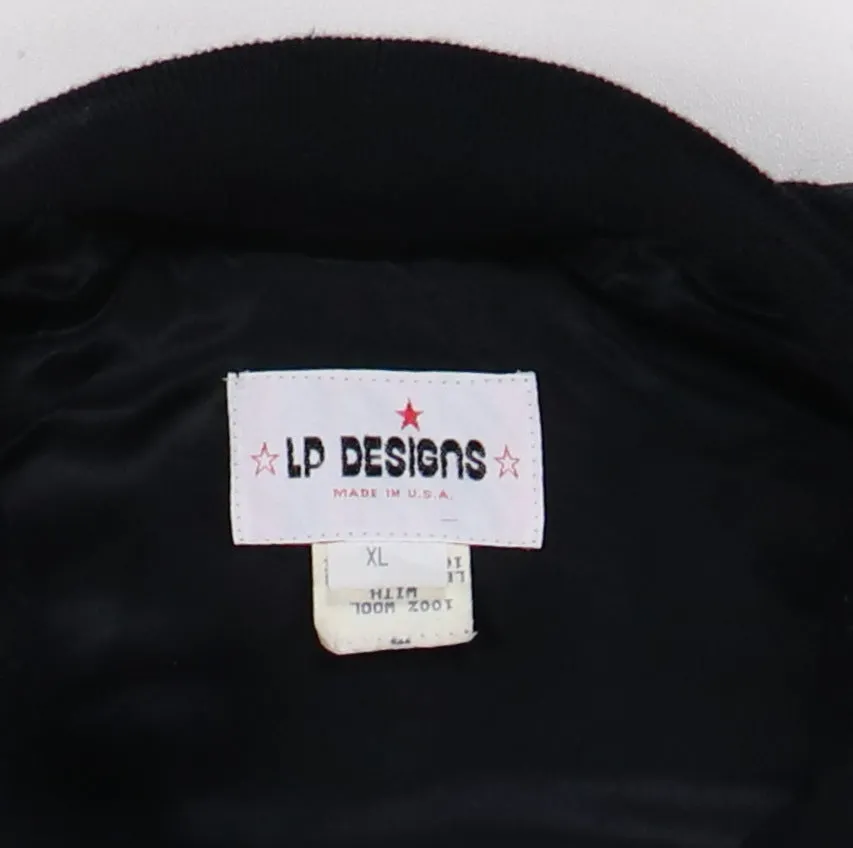 LP DESIGNS
MADE IN U.S.A.
XL
100% WOOL
WITH